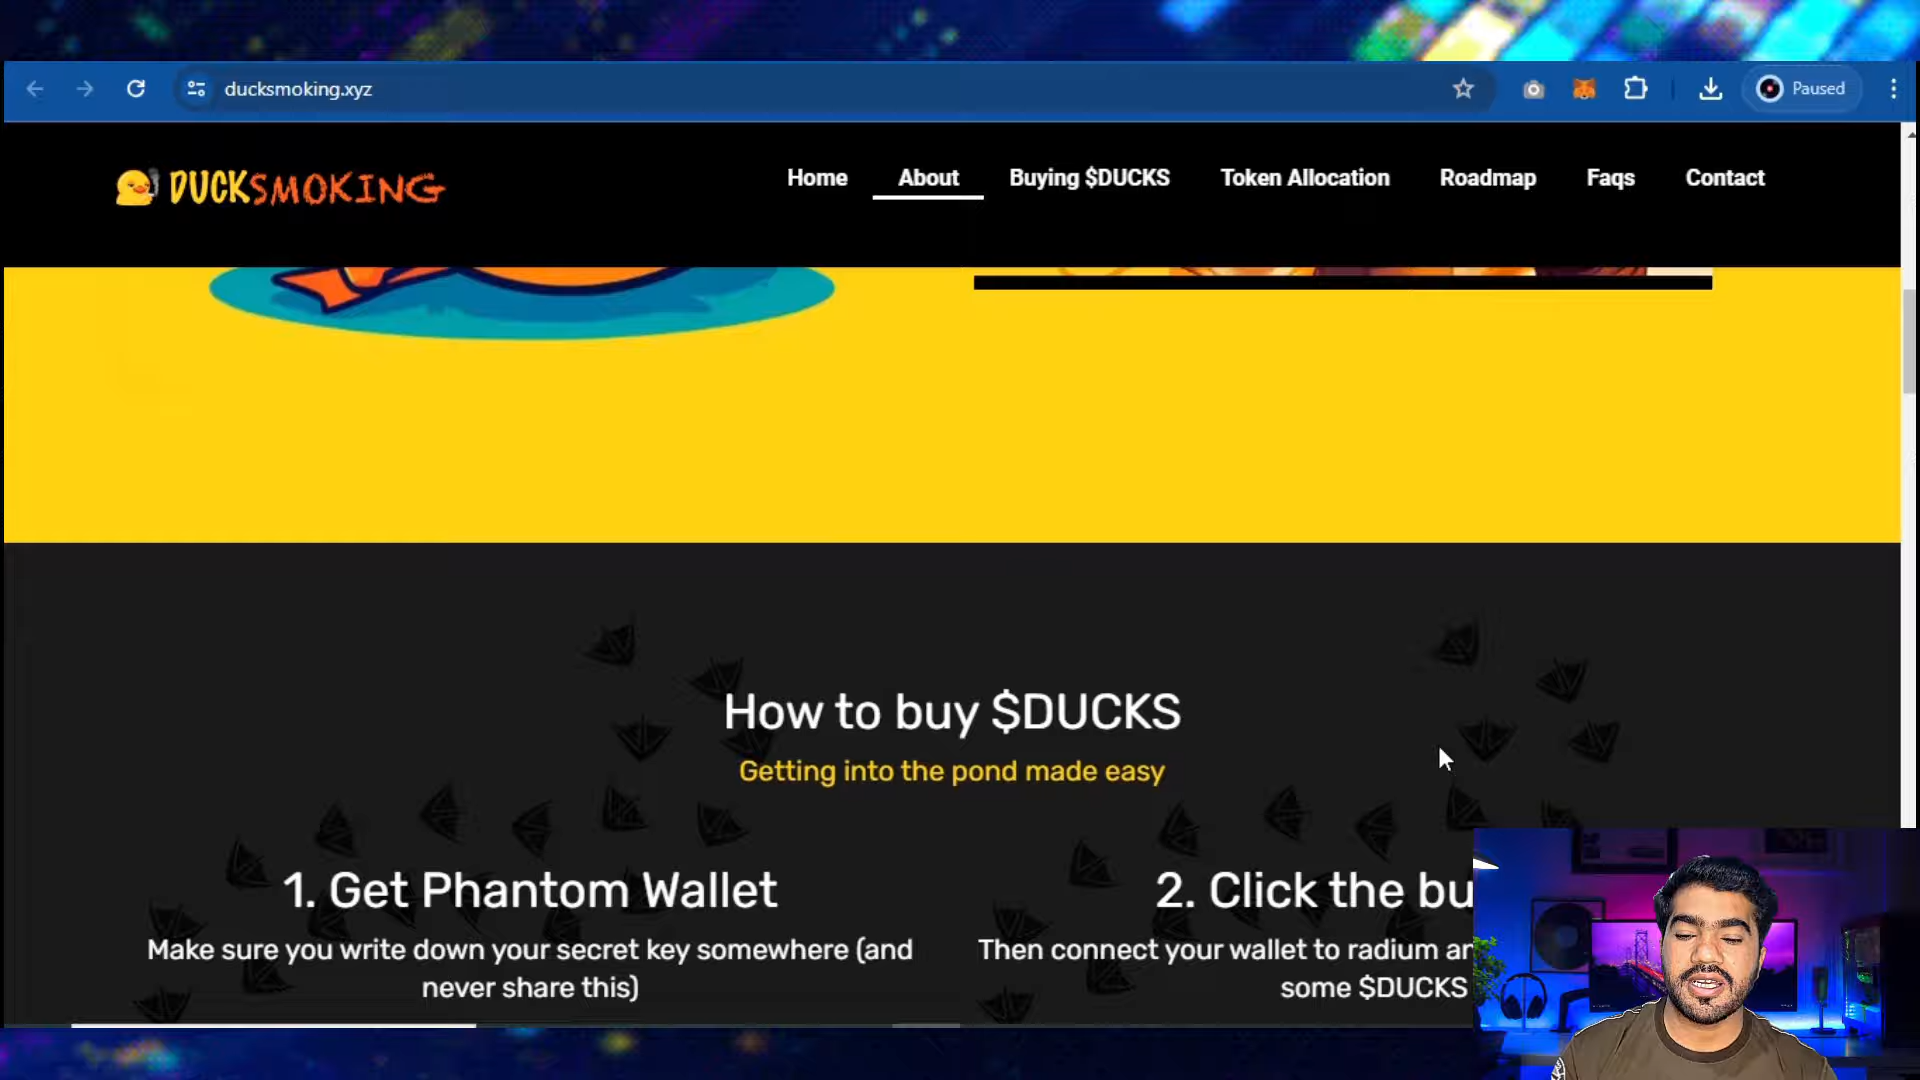 ducksmoking.xyz
Paused
DUCKSMOKING
Home
About
Buying $DUCKS
Token Allocation
Roadmap
Faqs
Contact
How to buy $DUCKS
Getting into the pond made easy
1. Get Phantom Wallet
Make sure you write down your secret key somewhere (and
never share this)
2. Click the bu
Then connect your wallet to radium an
some $DUCKS